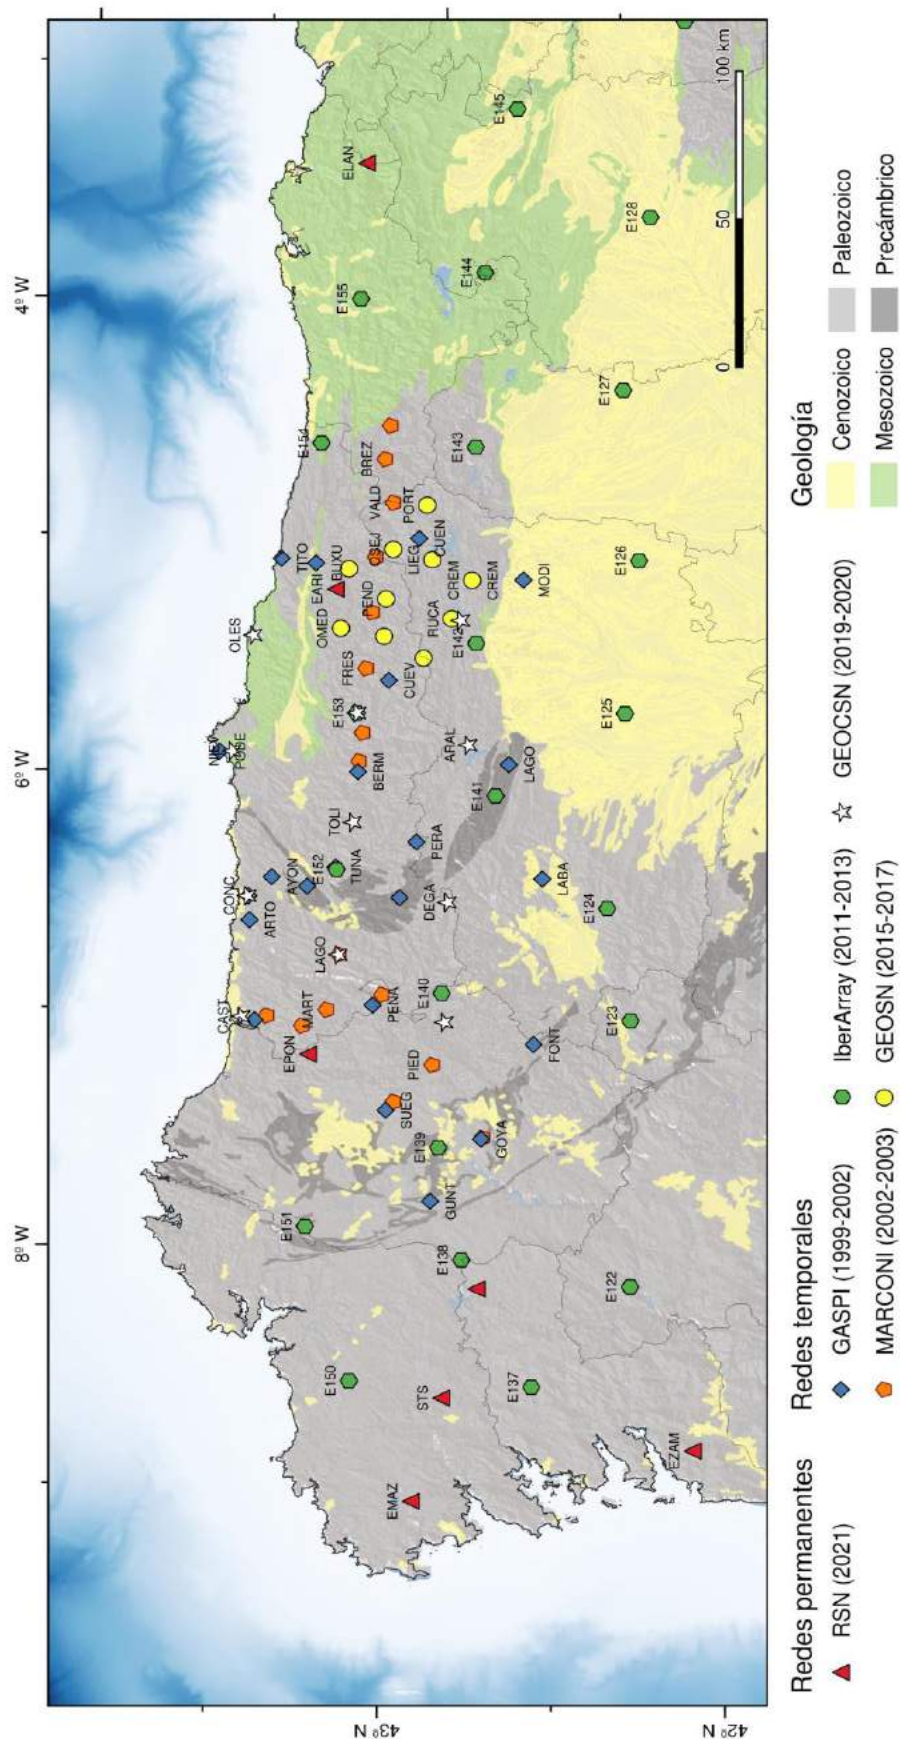 8º W
6º W
4º W
43º N
42º N
OLES
PODE
CONC
CAST
ARTO
TITO
AYON
EARI
E154
BUXU
OMED
E152
TUNA
TOLI
LAGO
MART
EPON
E151
E150
E153
FRES
PEND
BREZ
VALD
E155
ELAN
BERM
CUEV
LIEG
PORT
CUEN
PENA
SUEG
PIED
PERA
DEGA
E140
E139
GUNT
GOYA
E138
STS
EMAZ
RUCA
CREM
CREM
E142
E143
E144
E145
ARAL
E141
LAGO
MODI
LABA
FONT
E137
E122
E123
E124
E125
E126
E127
E128
EZAM
0
50
100 km
Redes permanentes
RSN (2021)
Redes temporales
GASPI (1999-2002)
MARCONI (2002-2003)
IberArray (2011-2013)
GEOSN (2015-2017)
GEOCSN (2019-2020)
Geología
Cenozoico
Mesozoico
Paleozoico
Precámbrico